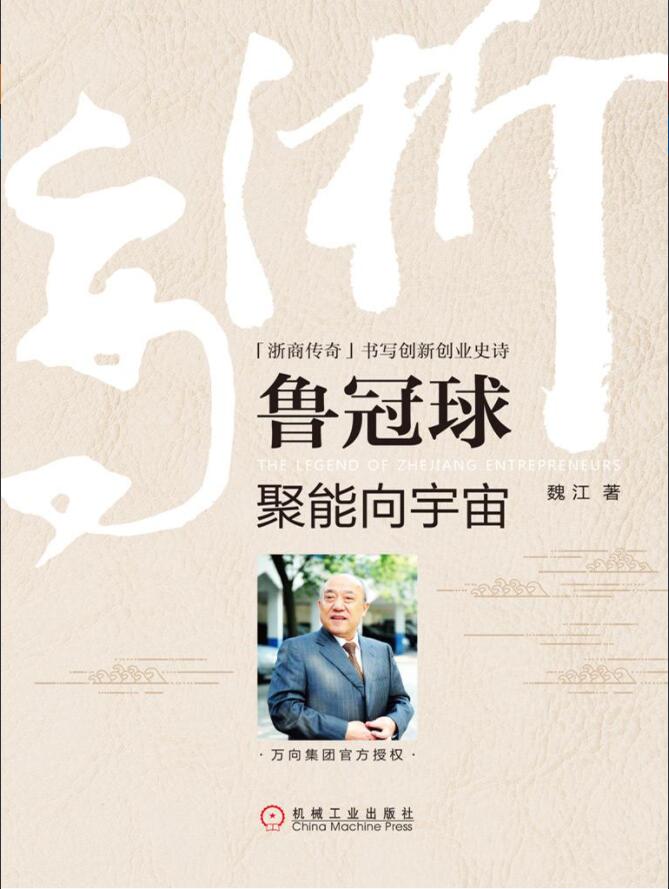 浙
商
「浙商传奇」书写创新创业史诗
鲁冠球
THE LEGEND OF ZHEJIANG ENTREPRENEURS
聚能向宇宙
魏江 著
·万向集团官方授权·
机械工业出版社
China Machine Press